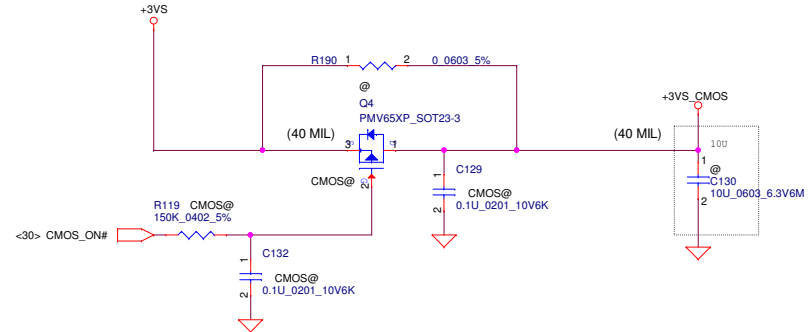 +3VS
R190 1 2 0_0603_5%
@
Q4
PMV65XP_SOT23-3
+3VS_CMOS
(40 MIL) 3 1 (40 MIL)
10U
1
@
C130
10U_0603_6.3V6M
2
CMOS@
2
C129
1
CMOS@
0.1U_0201_10V6K
2
R119 CMOS@
150K_0402_5%
<30> CMOS_ON#
C132
1
CMOS@
0.1U_0201_10V6K
2